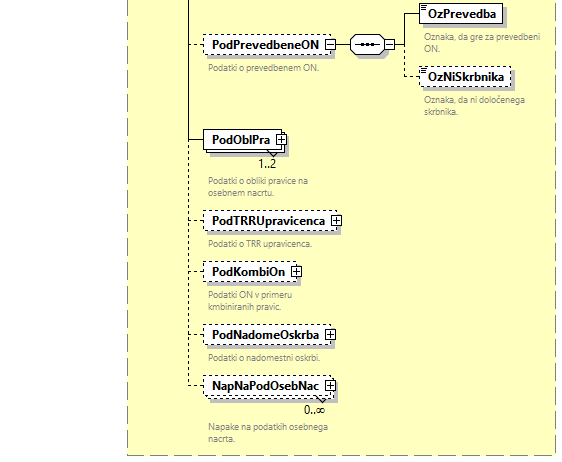 OzPrevedba
Oznaka, da gre za prevedbeni
ON.
PodPrevedbeneON
Podatki o prevedbenem ON.
OzNiSkrbnika
Oznaka, da ni določenega
skrbnika.
PodOblPra
1..2
Podatki o obliki pravice na
osebnem nacrtu.
PodTRRUpravicenca
Podatki o TRR upravicenca.
PodKombiOn
Podatki ON v primeru
kmbiniranih pravic.
PodNadomeOskrba
Podatki o nadomestni oskrbi.
NapNaPodOsebNac
0..∞
Napake na podatkih osebnega
nacrta.